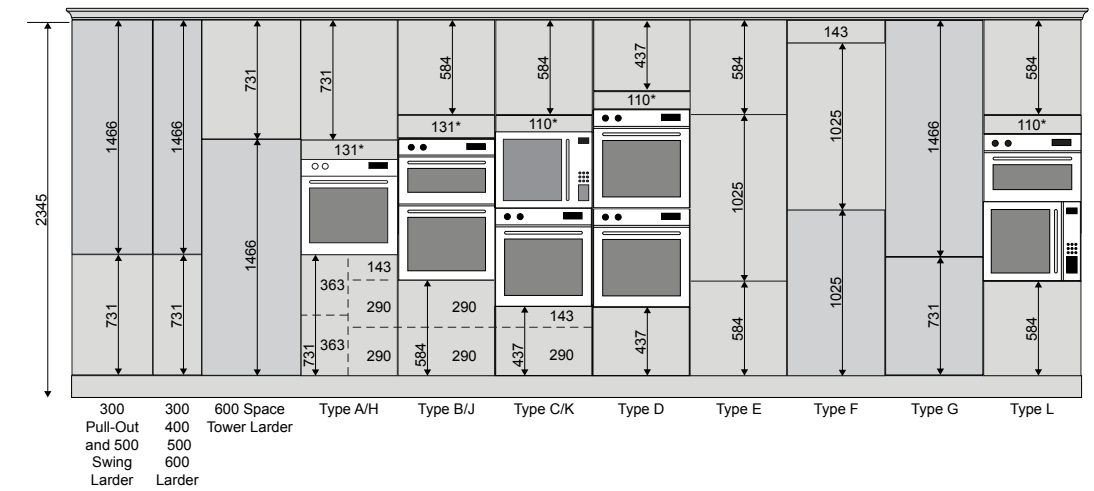 2345
1466
731
1466
731
731
1466
731
131*
363
143
290
363
290
731
584
131*
290
290
584
584
110*
143
290
437
437
110*
437
584
1025
584
143
1025
1025
1466
731
584
110*
584
300
Pull-Out
and 500
Swing
Larder
300
400
500
600
Larder
600 Space
Tower Larder
Type A/H
Type B/J
Type C/K
Type D
Type E
Type F
Type G
Type L